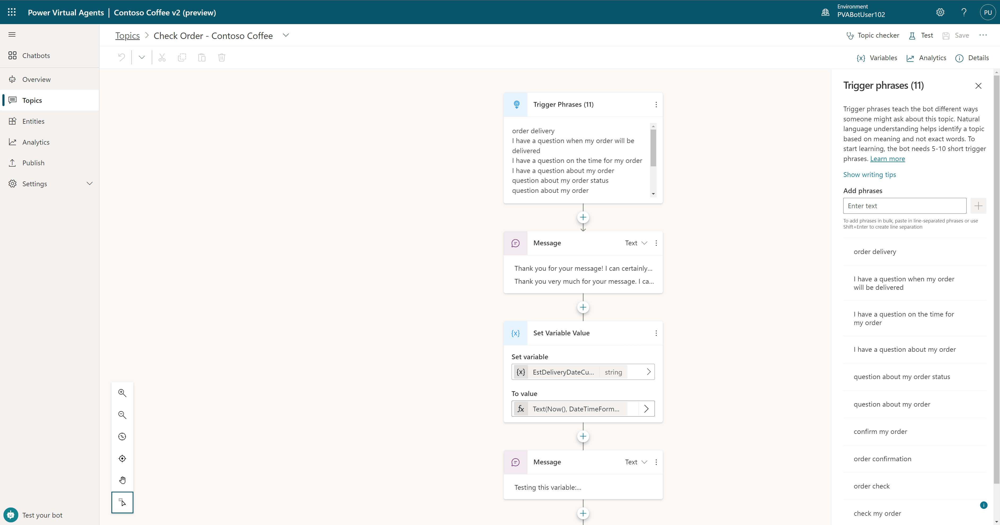 Power Virtual Agents | Contoso Coffee v2 (preview)
Environment
PVABotUser102
PU
Topics > Check Order - Contoso Coffee
Topic checker
Test
Save
Variables
Analytics
Details
Chatbots
Overview
Topics
Entities
Analytics
Publish
Settings
Test your bot
Trigger Phrases (11)
order delivery
I have a question when my order will be
delivered
I have a question on the time for my order
I have a question about my order
question about my order status
question about my order
Message
Text
Thank you for your message! I can certainly...
Thank you very much for your message. I ca...
{x}
Set Variable Value
Set variable
{x} EstDeliveryDateCu... string
To value
fx Text(Now(), DateTimeForm...
Message
Text
Testing this variable:...
Trigger phrases (11)
Trigger phrases teach the bot different ways
someone might ask about this topic. Natural
language understanding helps identify a topic
based on meaning and not exact words. To
start learning, the bot needs 5-10 short trigger
phrases. Learn more
Show writing tips
Add phrases
Enter text
To add phrases in bulk, paste in line-separated phrases or use
Shift+Enter to create line separation
order delivery
I have a question when my order
will be delivered
I have a question on the time for
my order
I have a question about my order
question about my order status
question about my order
confirm my order
order confirmation
order check
check my order